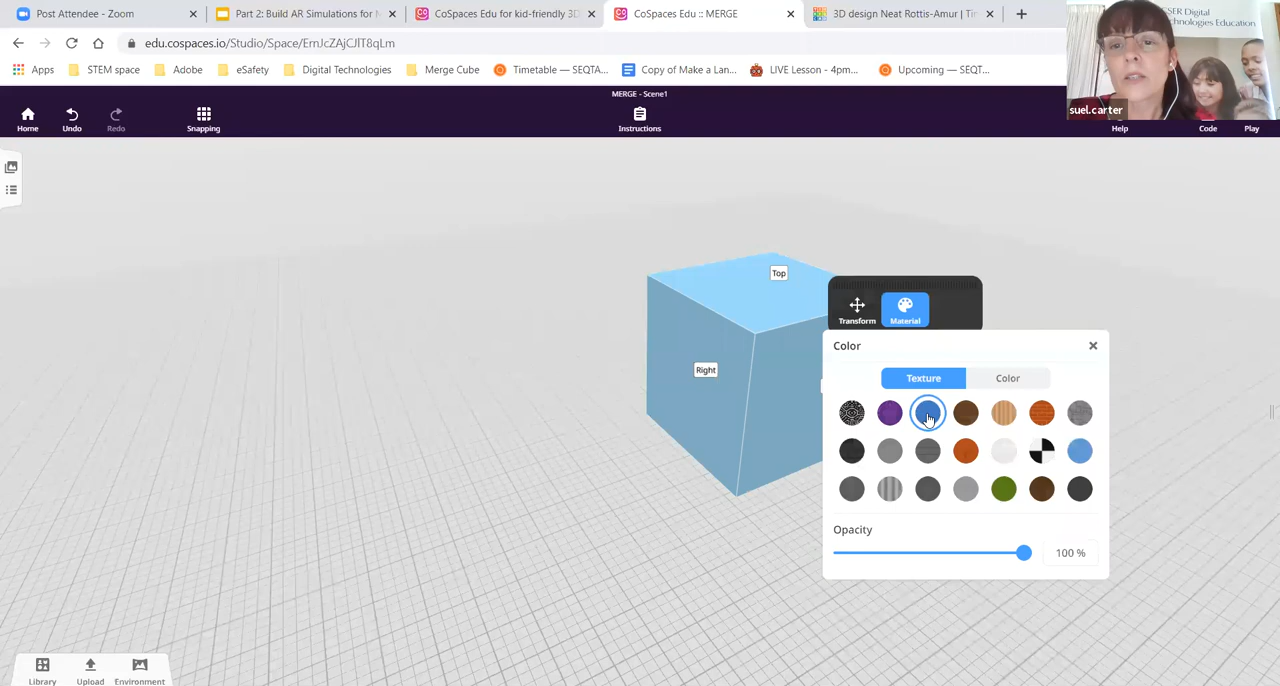 Post Attendee - Zoom
Part 2: Build AR Simulations for
CoSpaces Edu for kid-friendly 3D
CoSpaces Edu :: MERGE
3D design Neat Rottis-Amur | Tin
edu.cospaces.io/Studio/Space/ErnJcZAjCJlT8qLm
Apps
STEM space
Adobe
eSafety
Digital Technologies
Merge Cube
Timetable — SEQTA...
Copy of Make a Lan...
LIVE Lesson - 4pm...
Upcoming — SEQT...
CSER Digital
Technologies Education
suel.carter
MERGE - Scene1
Home
Undo
Redo
Snapping
Instructions
Help
Code
Play
Top
Right
Transform
Material
Color
Texture
Color
Opacity
100 %
Library
Upload
Environment